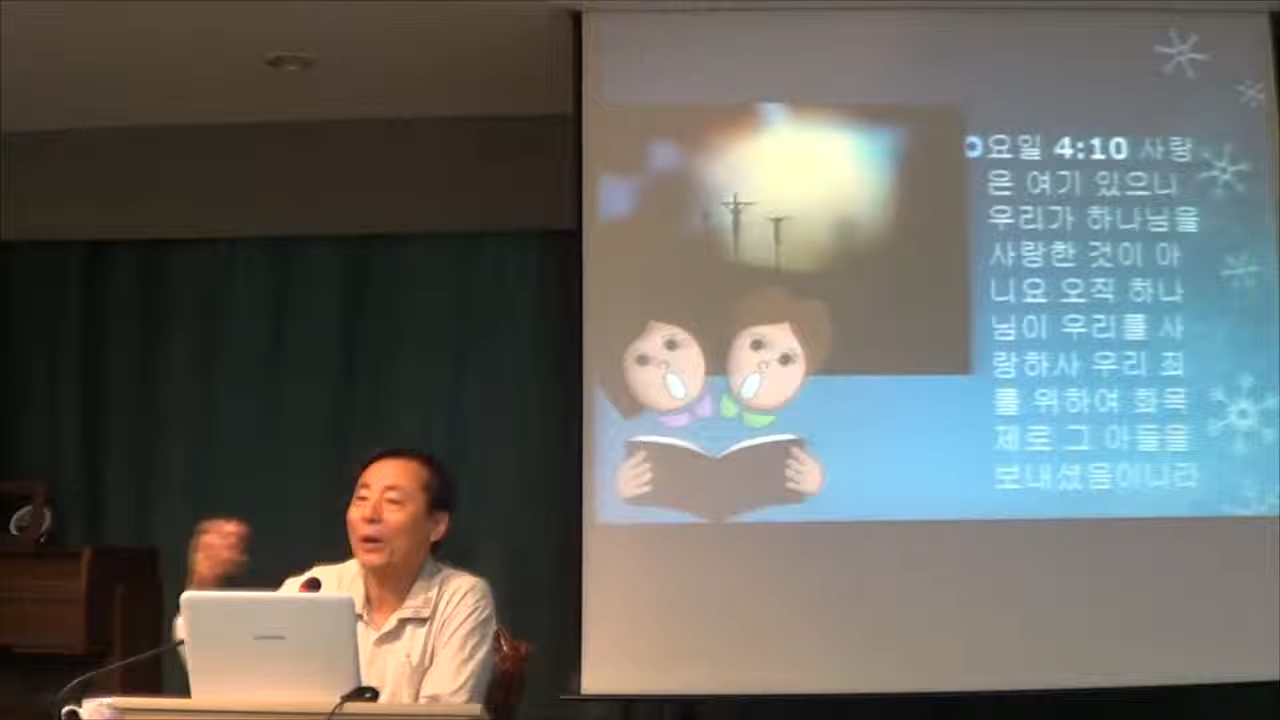 요일 4:10 사랑
은 여기 있으니
우리가 하나님을
사랑한 것이 아
니요 오직 하나
님이 우리를 사
랑하사 우리 죄
를 위하여 화목
제로 그 아들을
보내셨음이니라